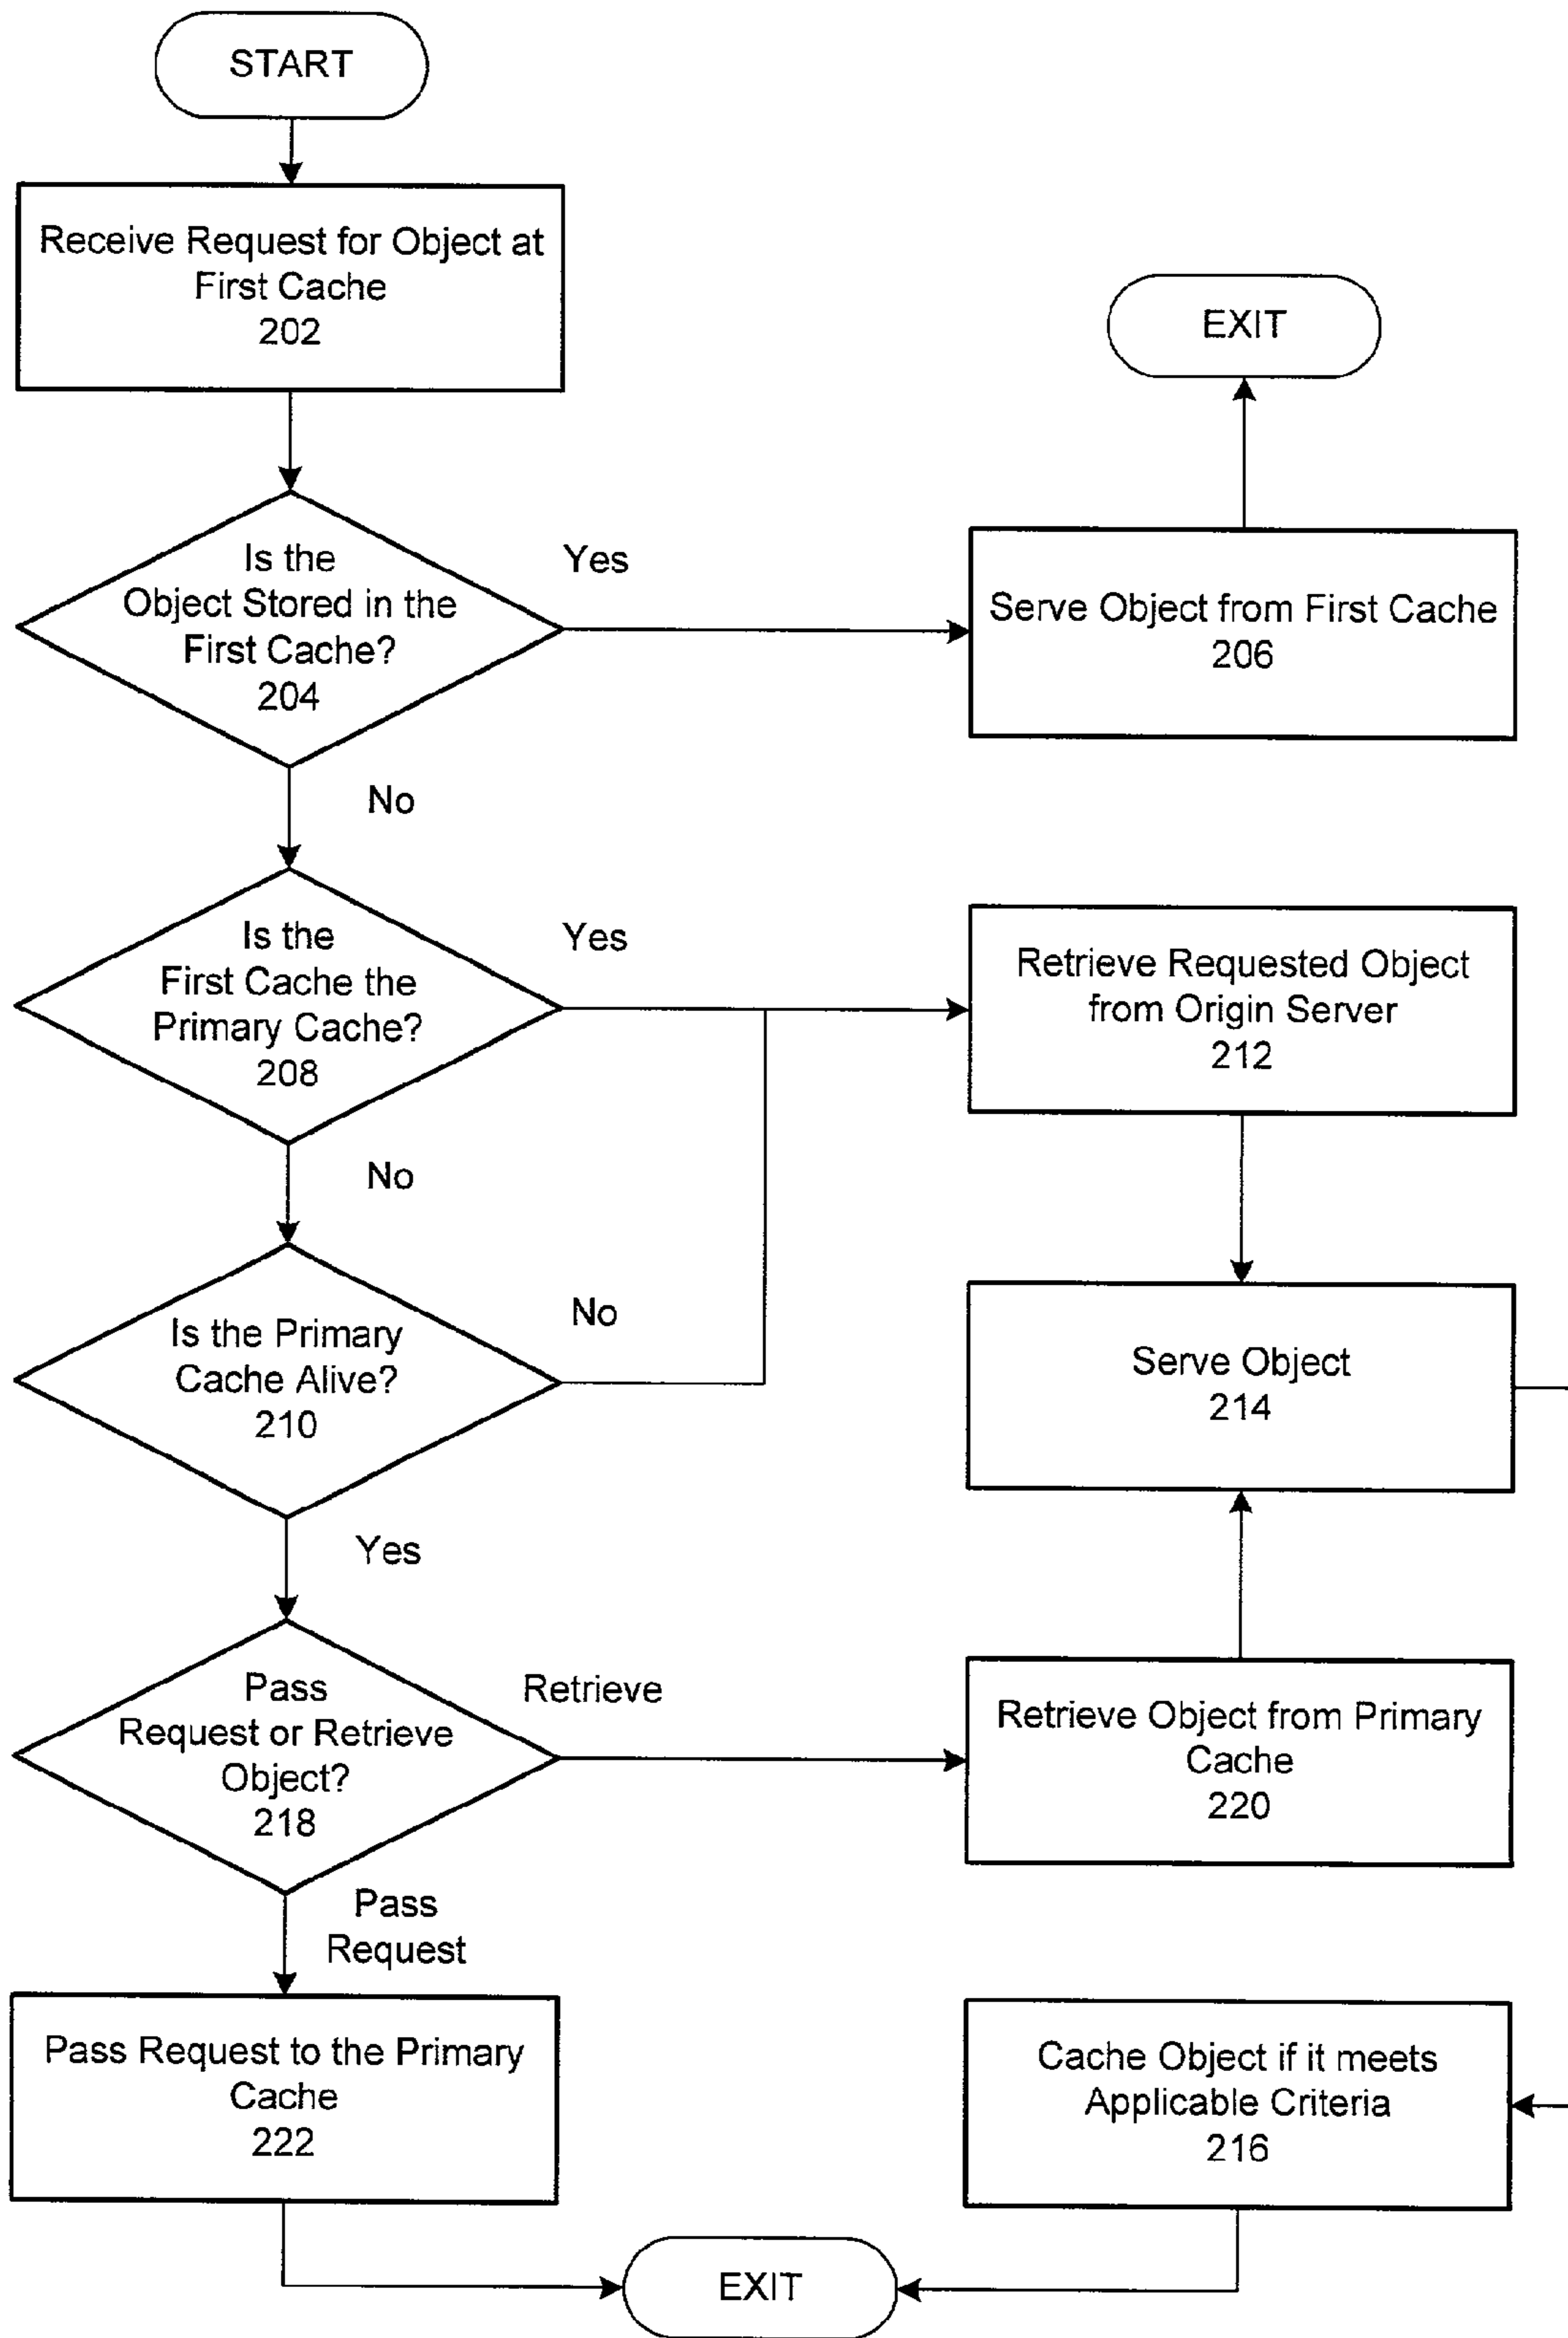 START
Receive Request for Object at
First Cache
202
EXIT
Is the
Object Stored in the
First Cache?
204
Yes
Serve Object from First Cache
206
No
Is the
First Cache the
Primary Cache?
208
Yes
Retrieve Requested Object
from Origin Server
212
No
Is the Primary
Cache Alive?
210
No
Serve Object
214
Yes
Pass
Request or Retrieve
Object?
218
Retrieve
Retrieve Object from Primary
Cache
220
Pass
Request
Pass Request to the Primary
Cache
222
Cache Object if it meets
Applicable Criteria
216
EXIT